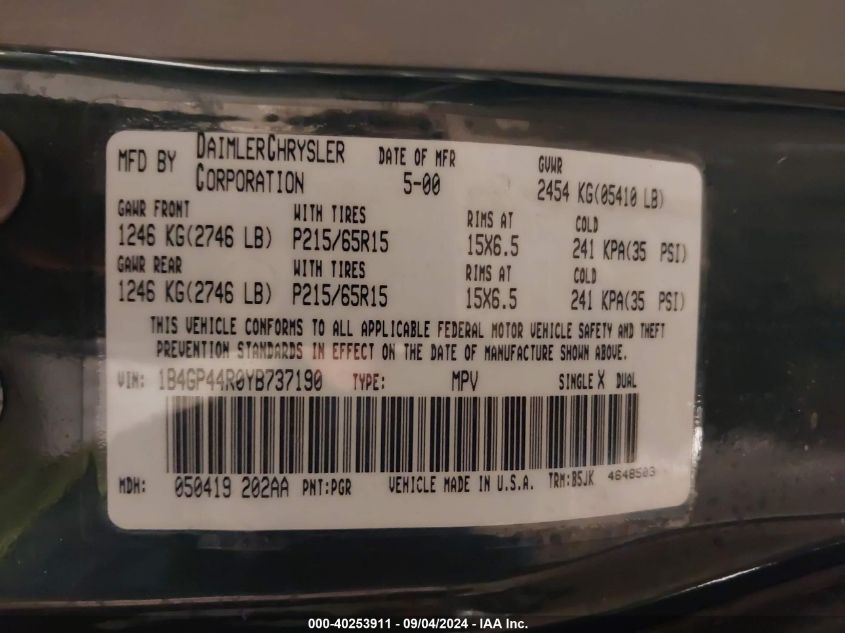 MFD BY DAIMLERCHRYSLER CORPORATION DATE OF MFR 5-00 GVWR 2454 KG(05410 LB)
GAWR FRONT WITH TIRES RIMS AT COLD
1246 KG(2746 LB) P215/65R15 15X6.5 241 KPA(35 PSI)
GAWR REAR WITH TIRES RIMS AT COLD
1246 KG(2746 LB) P215/65R15 15X6.5 241 KPA(35 PSI)
THIS VEHICLE CONFORMS TO ALL APPLICABLE FEDERAL MOTOR VEHICLE SAFETY AND THEFT
PREVENTION STANDARDS IN EFFECT ON THE DATE OF MANUFACTURE SHOWN ABOVE.
VIN: 1B4GP44R0YB737190 TYPE: MPV SINGLE X DUAL
MDH: 050419 202AA PNT:PGR VEHICLE MADE IN U.S.A. TRM:B5JK 4648503
000-40253911 - 09/04/2024 - IAA Inc.